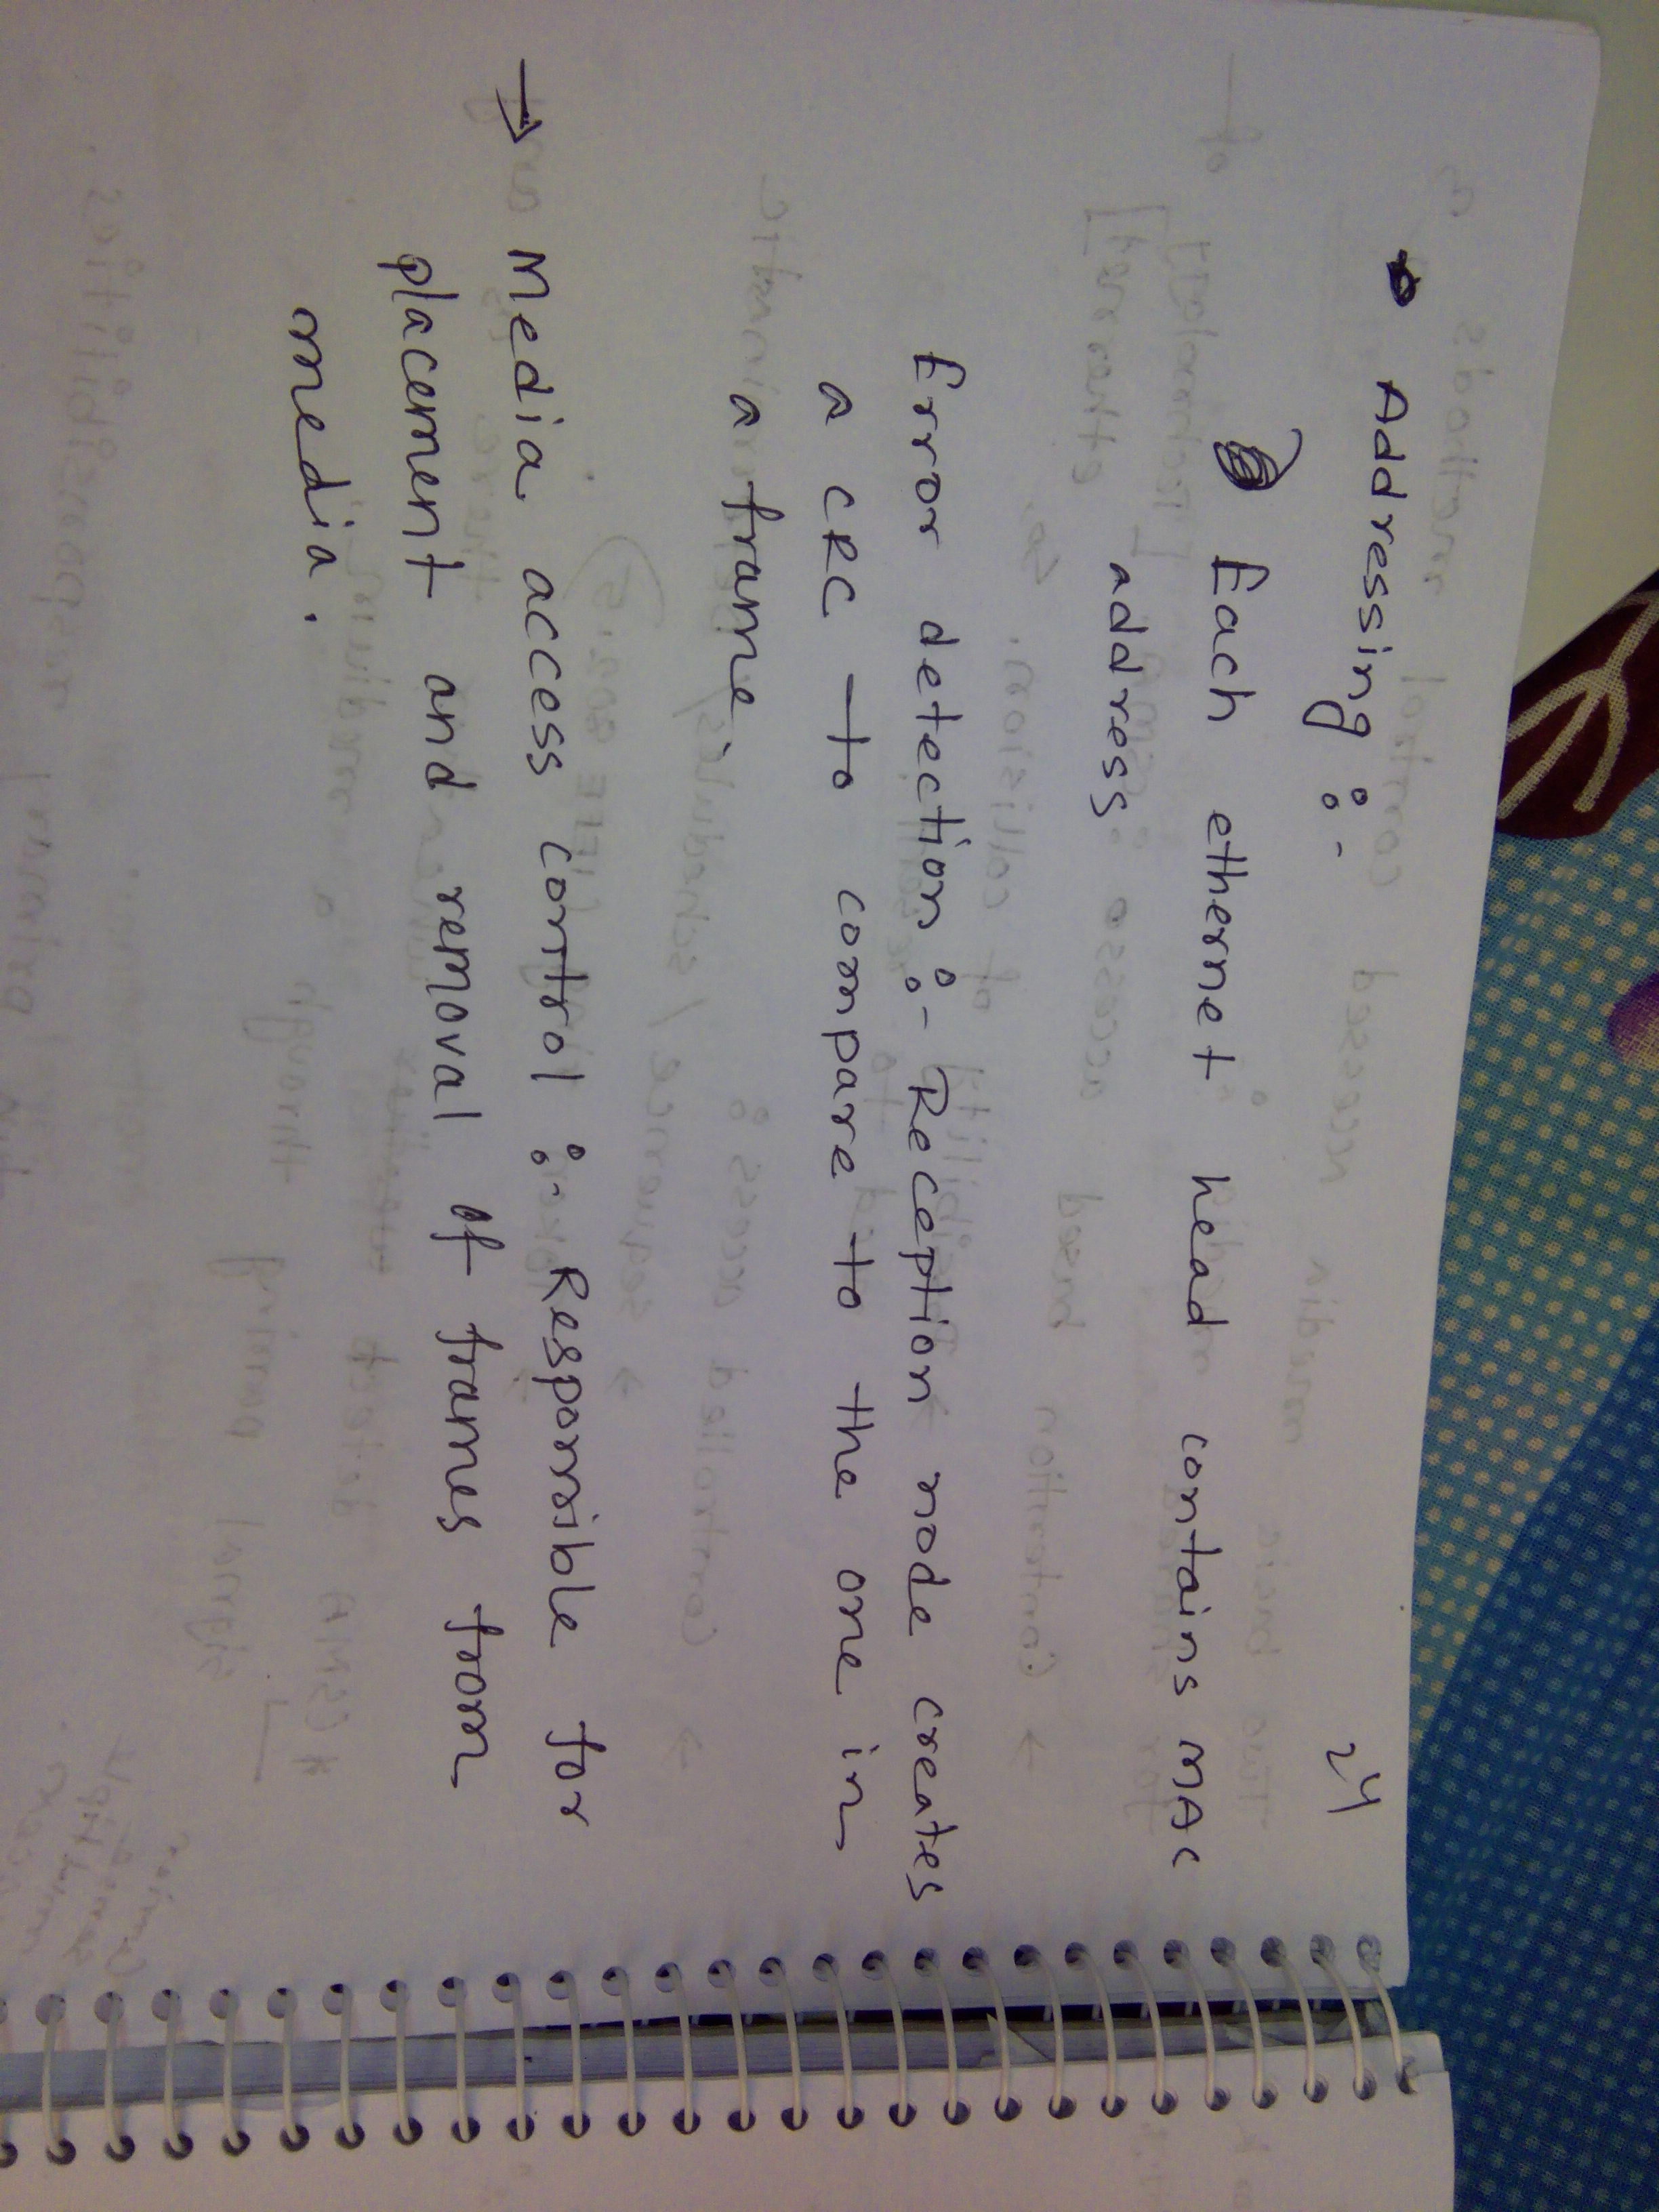 Addressing :-
24
Each ethernet head contains MAC
address
Error detection :- Reception node creates
a CRC to compare to the one in
a frame.
→ Media access control :- Responsible for
placement and removal of frames from
media.